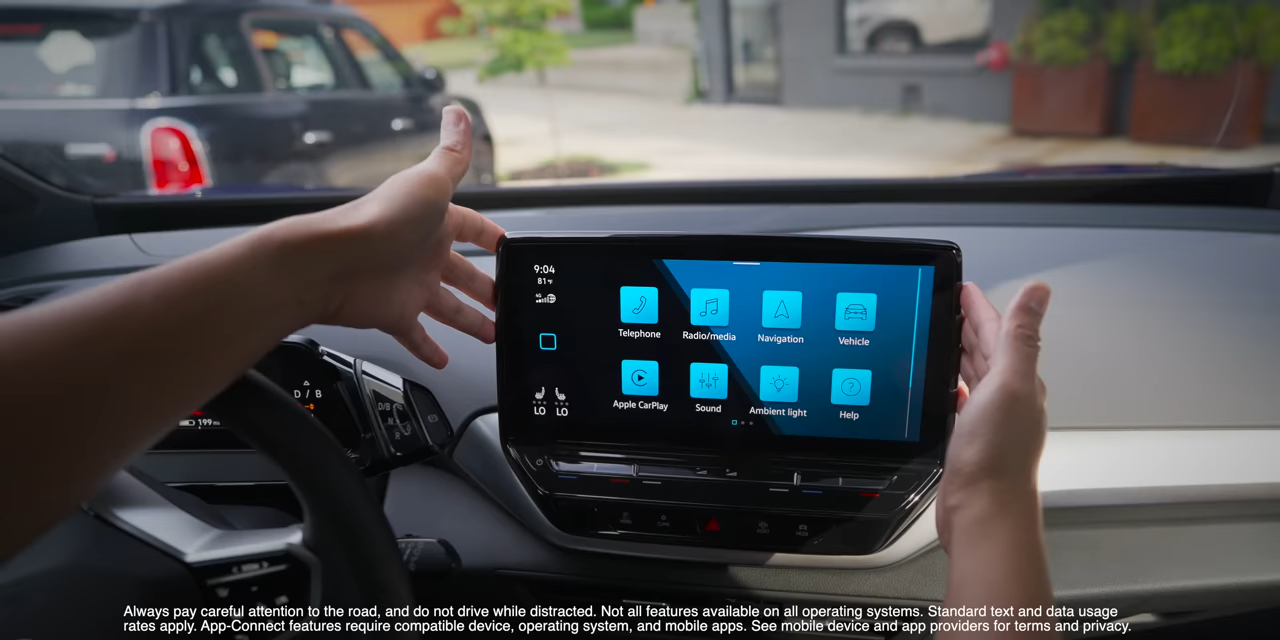 9:04
81°F
4G
Telephone
Radio/media
Navigation
Vehicle
Apple CarPlay
Sound
Ambient light
Help
LO LO
D / B
D/B
N
R
199
Always pay careful attention to the road, and do not drive while distracted. Not all features available on all operating systems. Standard text and data usage
rates apply. App-Connect features require compatible device, operating system, and mobile apps. See mobile device and app providers for terms and privacy.